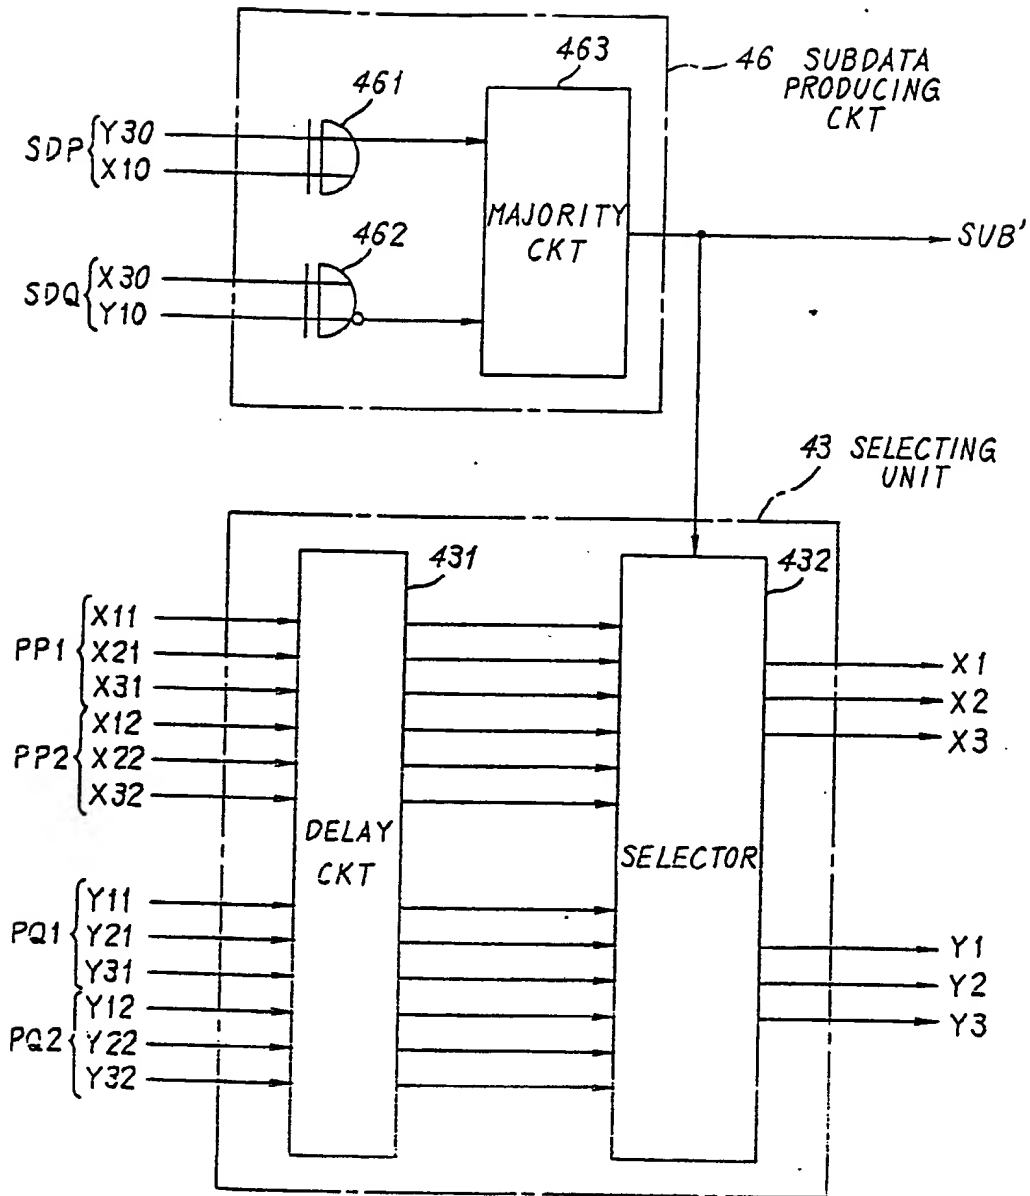 463
46 SUBDATA
PRODUCING
CKT
461
SDP
Y30
X10
MAJORITY
CKT
SUB'
462
SDQ
X30
Y10
43 SELECTING
UNIT
431
432
PP1
X11
X21
X31
PP2
X12
X22
X32
DELAY
CKT
SELECTOR
X1
X2
X3
PQ1
Y11
Y21
Y31
PQ2
Y12
Y22
Y32
Y1
Y2
Y3